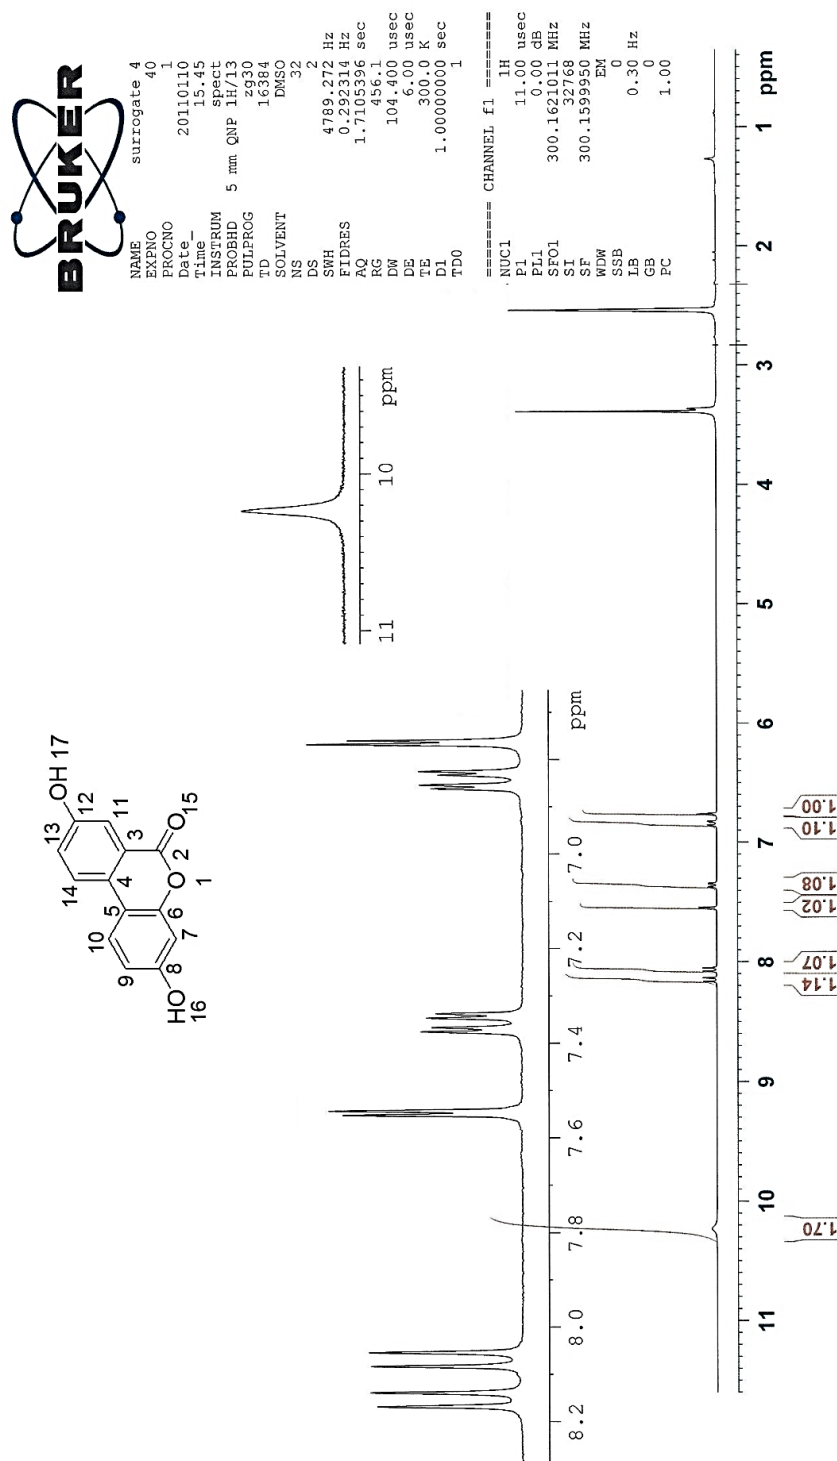 BRUKER
NAME surrogate 4
EXPNO 40
PROCNO 1
Date_ 20110110
Time_ 15.45
INSTRUM spect
PROBHD 5 mm QNP 1H/13
PULPROG zg30
TD 16384
SOLVENT DMSO
NS 32
DS 2
SWH 4789.272 Hz
FIDRES 0.292314 Hz
AQ 1.7105396 sec
RG 456.1
DW 104.400 usec
DE 6.00 usec
TE 300.0 K
D1 1.00000000 sec
TD0 1
======== CHANNEL f1 ========
NUC1 1H
P1 11.00 usec
PL1 0.00 dB
SFO1 300.1621011 MHz
SI 32768
SF 300.1599950 MHz
WDW EM
SSB 0
LB 0.30 Hz
GB 0
PC 1.00
OH 17
12
13
11
14
3
O15
4
2
5
O
1
10
6
7
9
8
HO
16
11 10 ppm
8.2 8.0 7.8 7.6 7.4 7.2 7.0 ppm
11 10 9 8 7 6 5 4 3 2 1 ppm
1.70
1.14
1.07
1.02
1.08
1.10
1.00